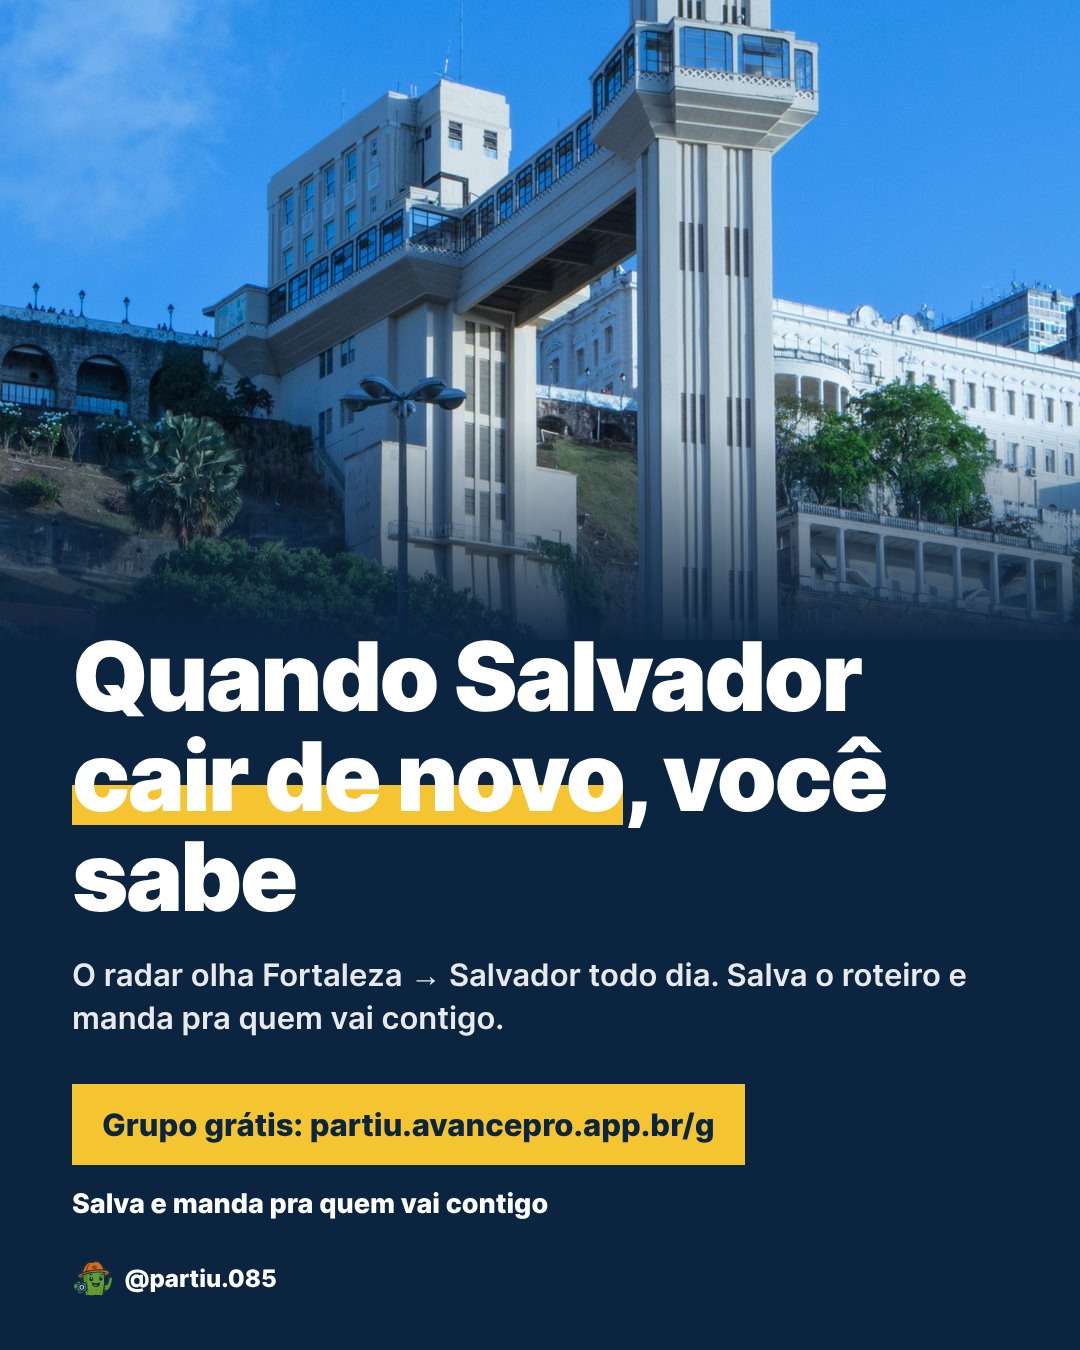 Quando Salvador
cair de novo, você
sabe
O radar olha Fortaleza → Salvador todo dia. Salva o roteiro e
manda pra quem vai contigo.
Grupo grátis: partiu.avancepro.app.br/g
Salva e manda pra quem vai contigo
@partiu.085